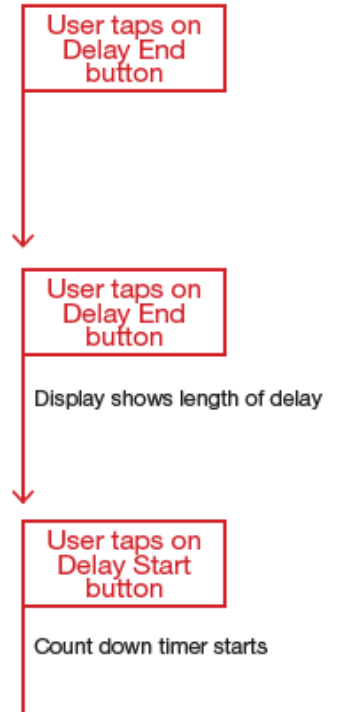 User taps on
Delay End
button
User taps on
Delay End
button
Display shows length of delay
User taps on
Delay Start
button
Count down timer starts